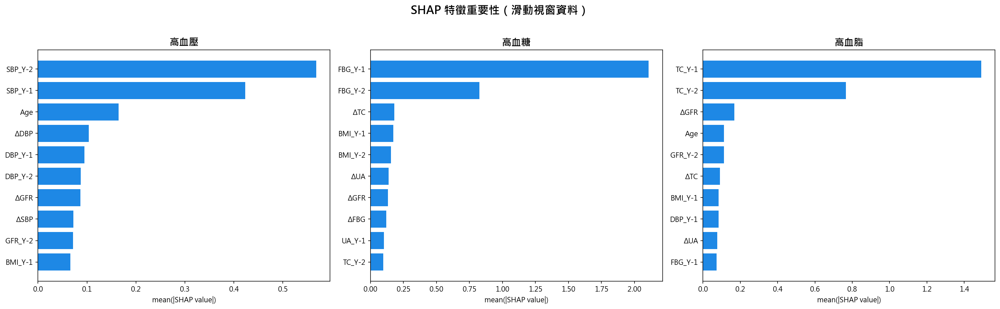 SHAP 特徵重要性（滑動視窗資料）
高血壓
SBP_Y-2
SBP_Y-1
Age
ΔDBP
DBP_Y-1
DBP_Y-2
ΔGFR
ΔSBP
GFR_Y-2
BMI_Y-1
0.0 0.1 0.2 0.3 0.4 0.5
mean(|SHAP value|)
高血糖
FBG_Y-1
FBG_Y-2
ΔTC
BMI_Y-1
BMI_Y-2
ΔUA
ΔGFR
ΔFBG
UA_Y-1
TC_Y-2
0.00 0.25 0.50 0.75 1.00 1.25 1.50 1.75 2.00
mean(|SHAP value|)
高血脂
TC_Y-1
TC_Y-2
ΔGFR
Age
GFR_Y-2
ΔTC
BMI_Y-1
DBP_Y-1
ΔUA
FBG_Y-1
0.0 0.2 0.4 0.6 0.8 1.0 1.2 1.4
mean(|SHAP value|)